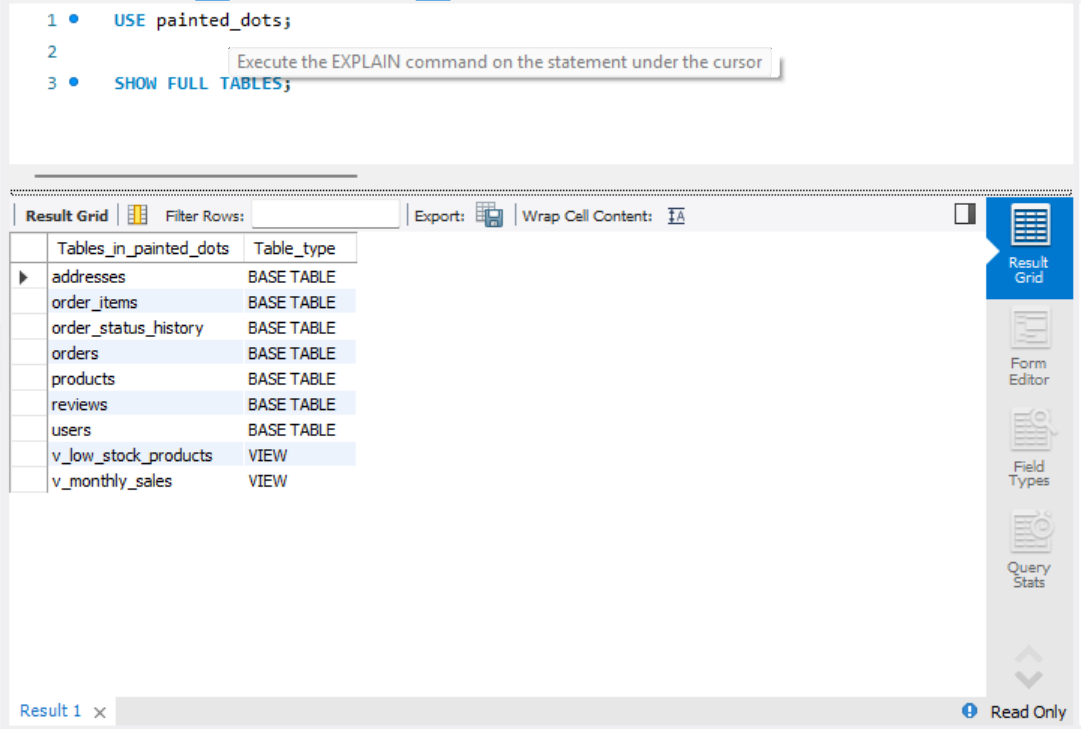 1 USE painted_dots;
2
Execute the EXPLAIN command on the statement under the cursor
3 SHOW FULL TABLES;
Result Grid Filter Rows: Export: Wrap Cell Content: IA
Tables_in_painted_dots Table_type
addresses BASE TABLE
order_items BASE TABLE
order_status_history BASE TABLE
orders BASE TABLE
products BASE TABLE
reviews BASE TABLE
users BASE TABLE
v_low_stock_products VIEW
v_monthly_sales VIEW
Result
Grid
Form
Editor
Field
Types
Query
Stats
Result 1 Read Only